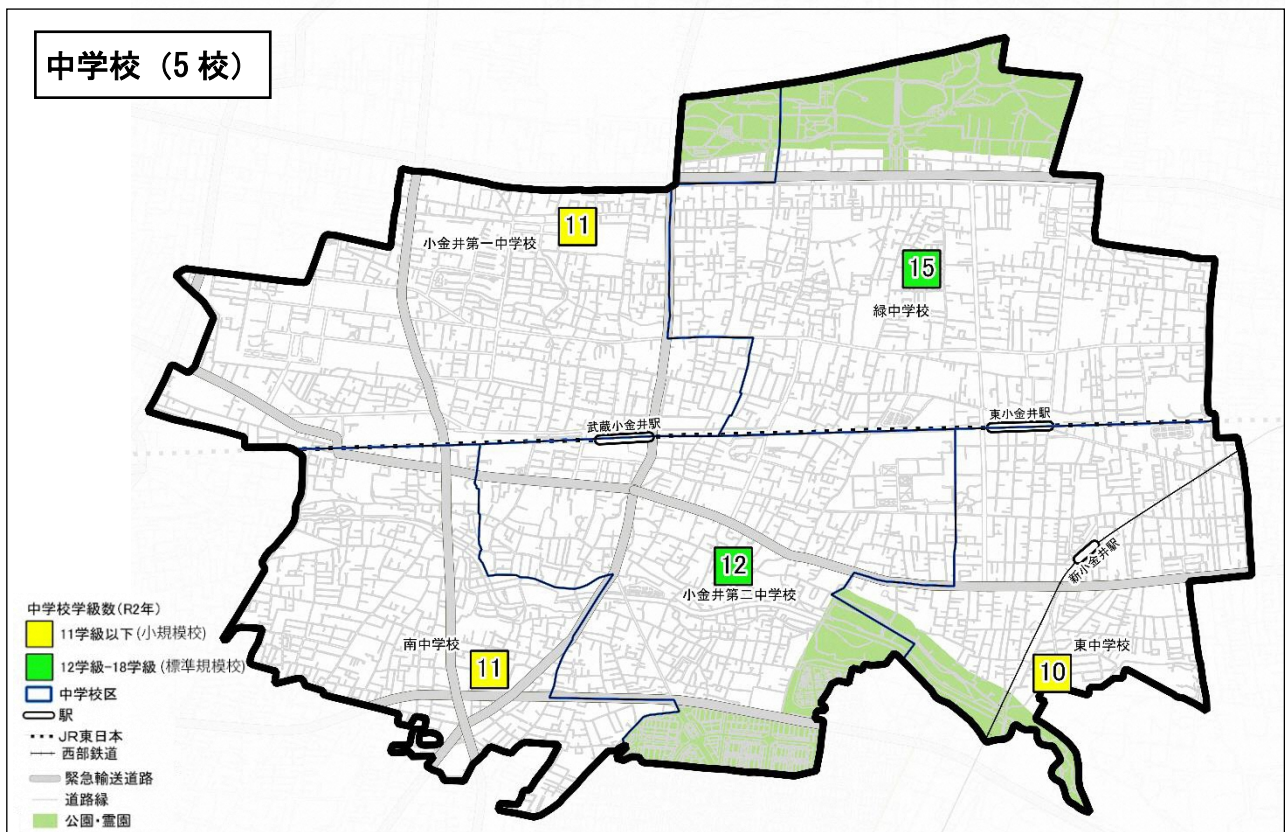 中学校（5 校）
11
小金井第一中学校
15
緑中学校
武蔵小金井駅
東小金井駅
12
小金井第二中学校
新小金井駅
南中学校
11
東中学校
10
中学校学級数(R2年)
11学級以下(小規模校)
12学級-18学級(標準規模校)
中学校区
駅
JR東日本
西部鉄道
緊急輸送道路
道路縁
公園・霊園